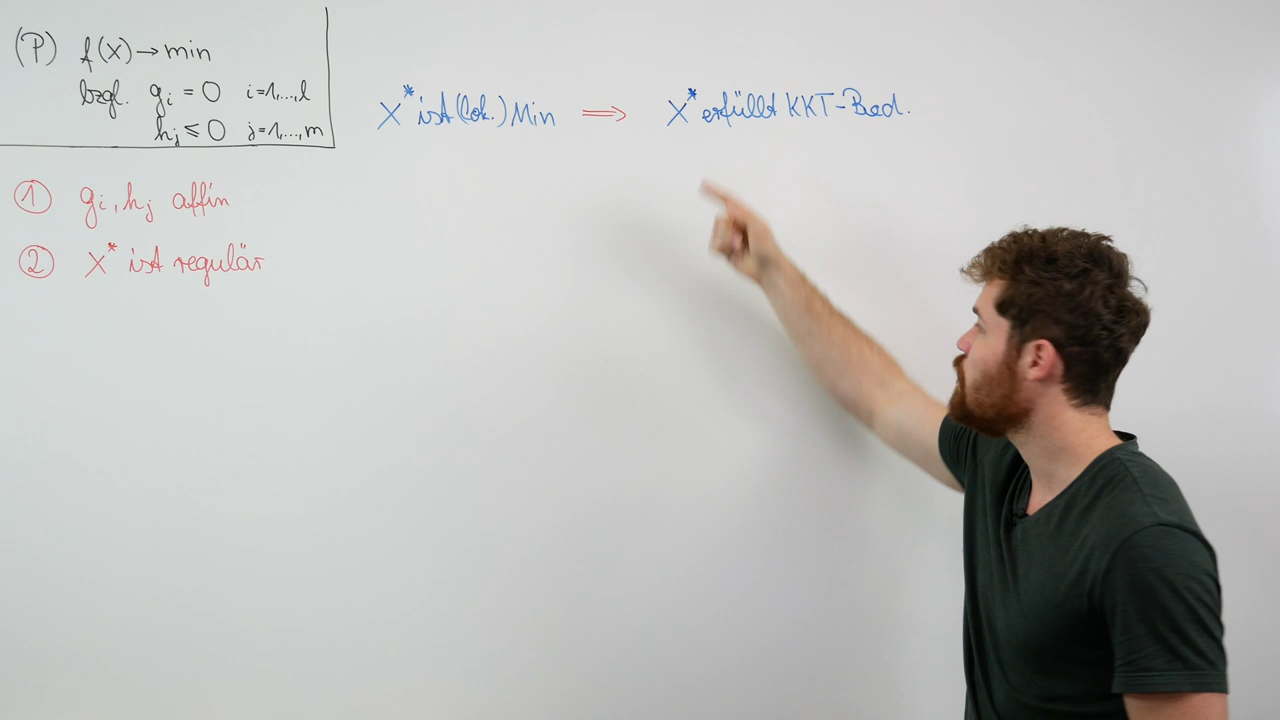 (P) f(x) → min
bzgl. gᵢ = 0 i=1,...,l
hⱼ ≤ 0 j=1,...,m
x* ist (lok.) Min ⇒ x* erfüllt KKT-Bed.
① gᵢ, hⱼ affin
② x* ist regulär